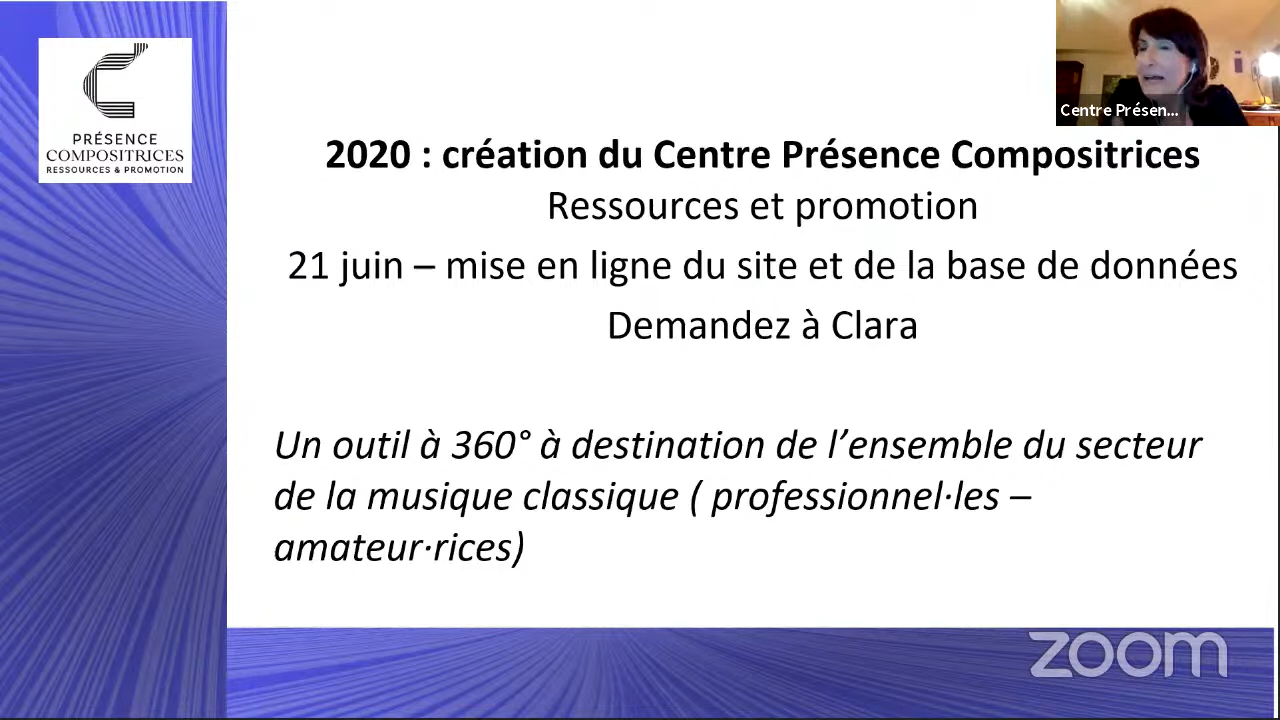 PRÉSENCE
COMPOSITRICES
RESSOURCES & PROMOTION
Centre Présen...
2020 : création du Centre Présence Compositrices
Ressources et promotion
21 juin – mise en ligne du site et de la base de données
Demandez à Clara
Un outil à 360° à destination de l’ensemble du secteur
de la musique classique ( professionnel·les –
amateur·rices)
zoom